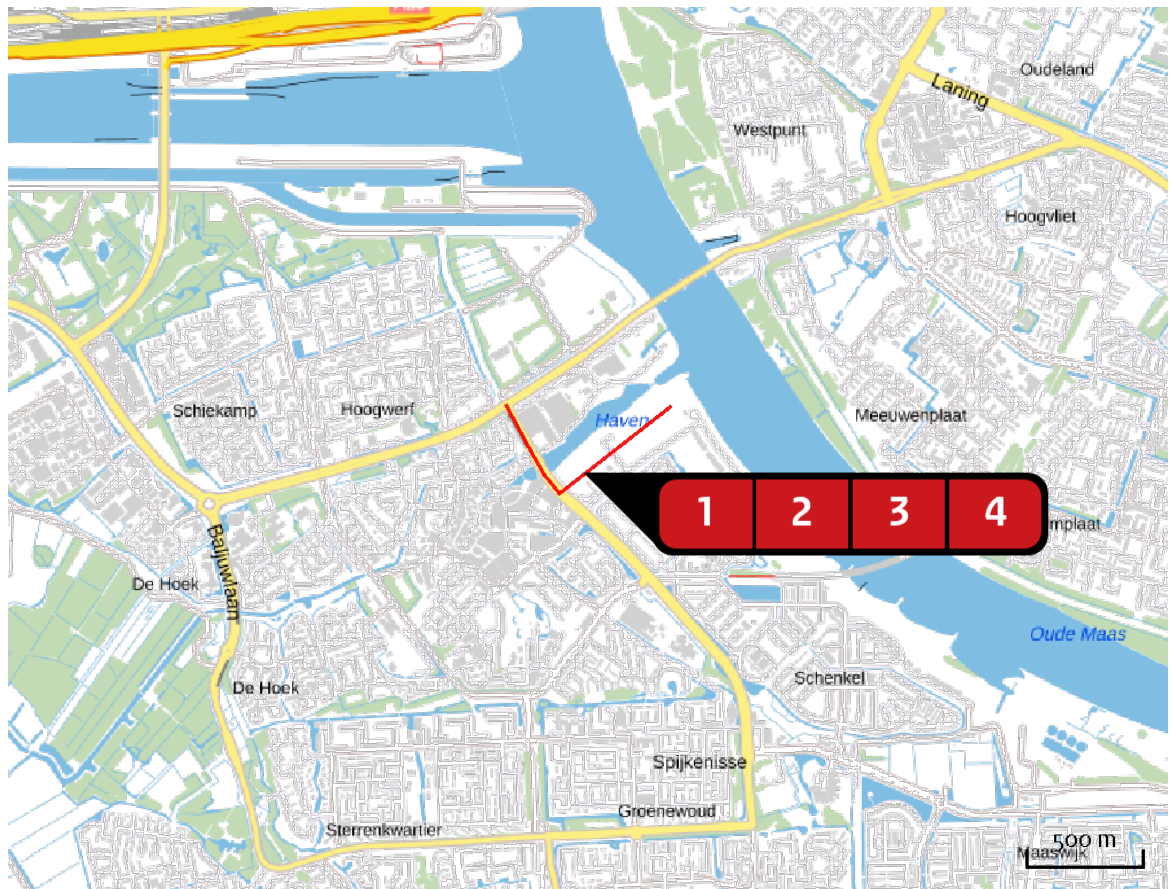 Oudeland
Laning
Westpunt
Hoogvliet
Schiekamp
Hoogwerf
Haven
Meeuwenplaat
1 2 3 4
mplaat
Baljuwlaan
De Hoek
Oude Maas
De Hoek
Schenkel
Spijkenisse
Groenewoud
Sterrenkwartier
500 m
Maaswijk